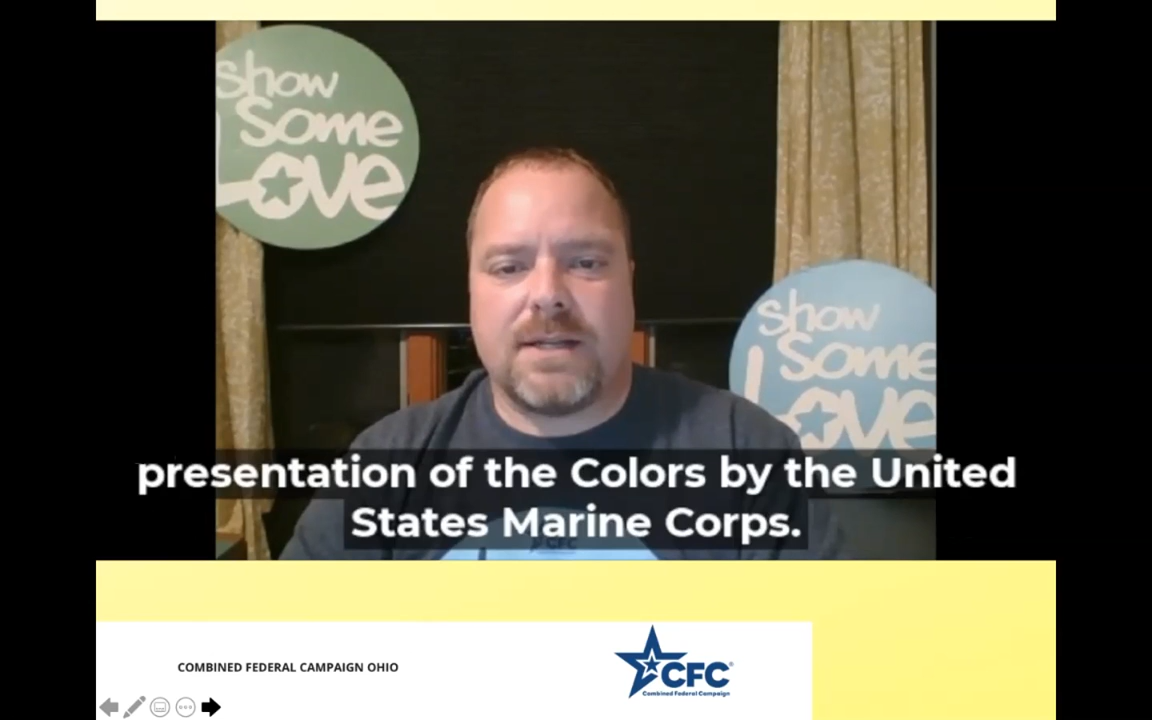 show
Some
Love
show
Some
Love
presentation of the Colors by the United
States Marine Corps.
COMBINED FEDERAL CAMPAIGN OHIO
CFC
Combined Federal Campaign